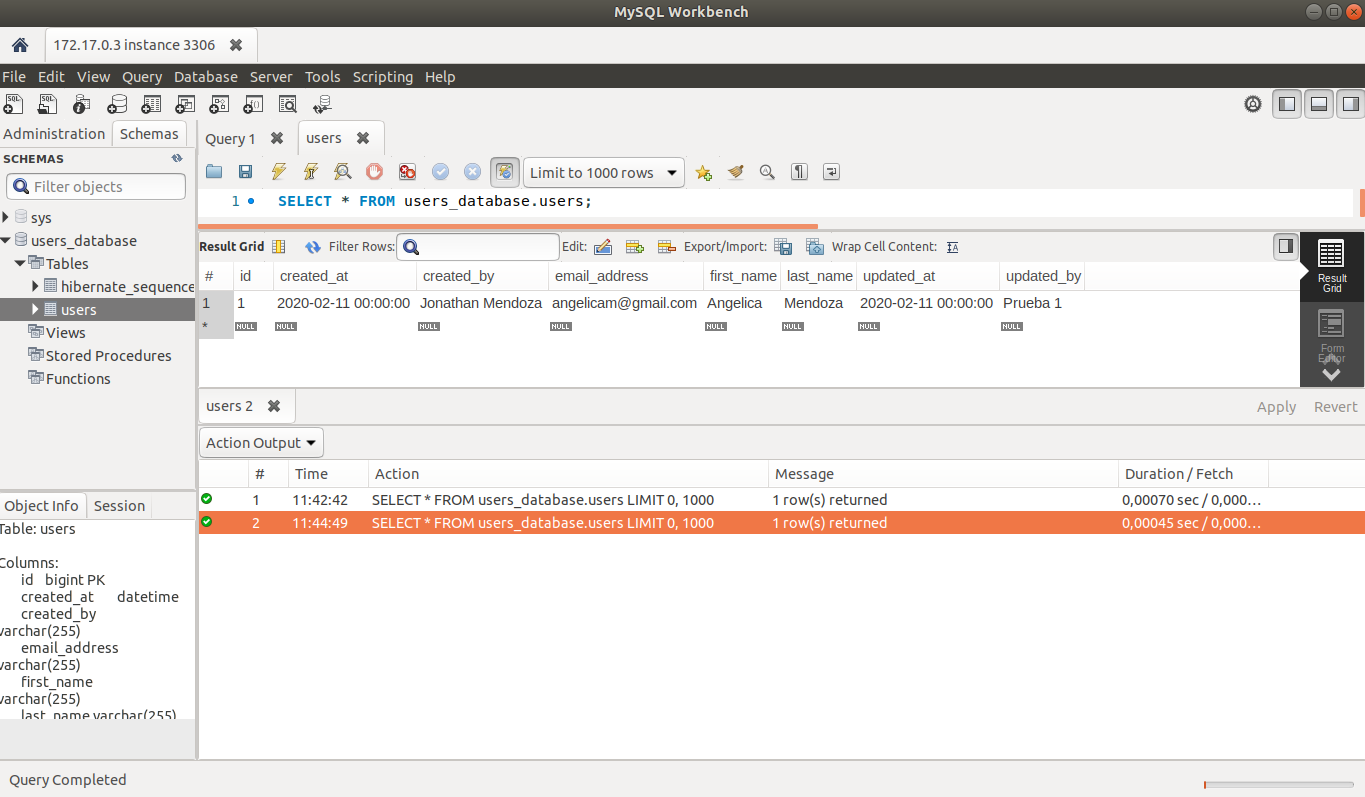 MySQL Workbench
172.17.0.3 instance 3306
File Edit View Query Database Server Tools Scripting Help
Administration Schemas
Query 1 users
SCHEMAS
Filter objects
sys
users_database
Tables
hibernate_sequence
users
Views
Stored Procedures
Functions
Limit to 1000 rows
1 SELECT * FROM users_database.users;
Result Grid Filter Rows: Edit: Export/Import: Wrap Cell Content:
# id created_at created_by email_address first_name last_name updated_at updated_by
1 1 2020-02-11 00:00:00 Jonathan Mendoza angelicam@gmail.com Angelica Mendoza 2020-02-11 00:00:00 Prueba 1
* NULL NULL NULL NULL NULL NULL NULL NULL
Result
Grid
Form
Editor
users 2 Apply Revert
Action Output
# Time Action Message Duration / Fetch
1 11:42:42 SELECT * FROM users_database.users LIMIT 0, 1000 1 row(s) returned 0,00070 sec / 0,000...
2 11:44:49 SELECT * FROM users_database.users LIMIT 0, 1000 1 row(s) returned 0,00045 sec / 0,000...
Object Info Session
Table: users
Columns:
id bigint PK
created_at datetime
created_by
varchar(255)
email_address
varchar(255)
first_name
varchar(255)
last_name varchar(255)
Query Completed